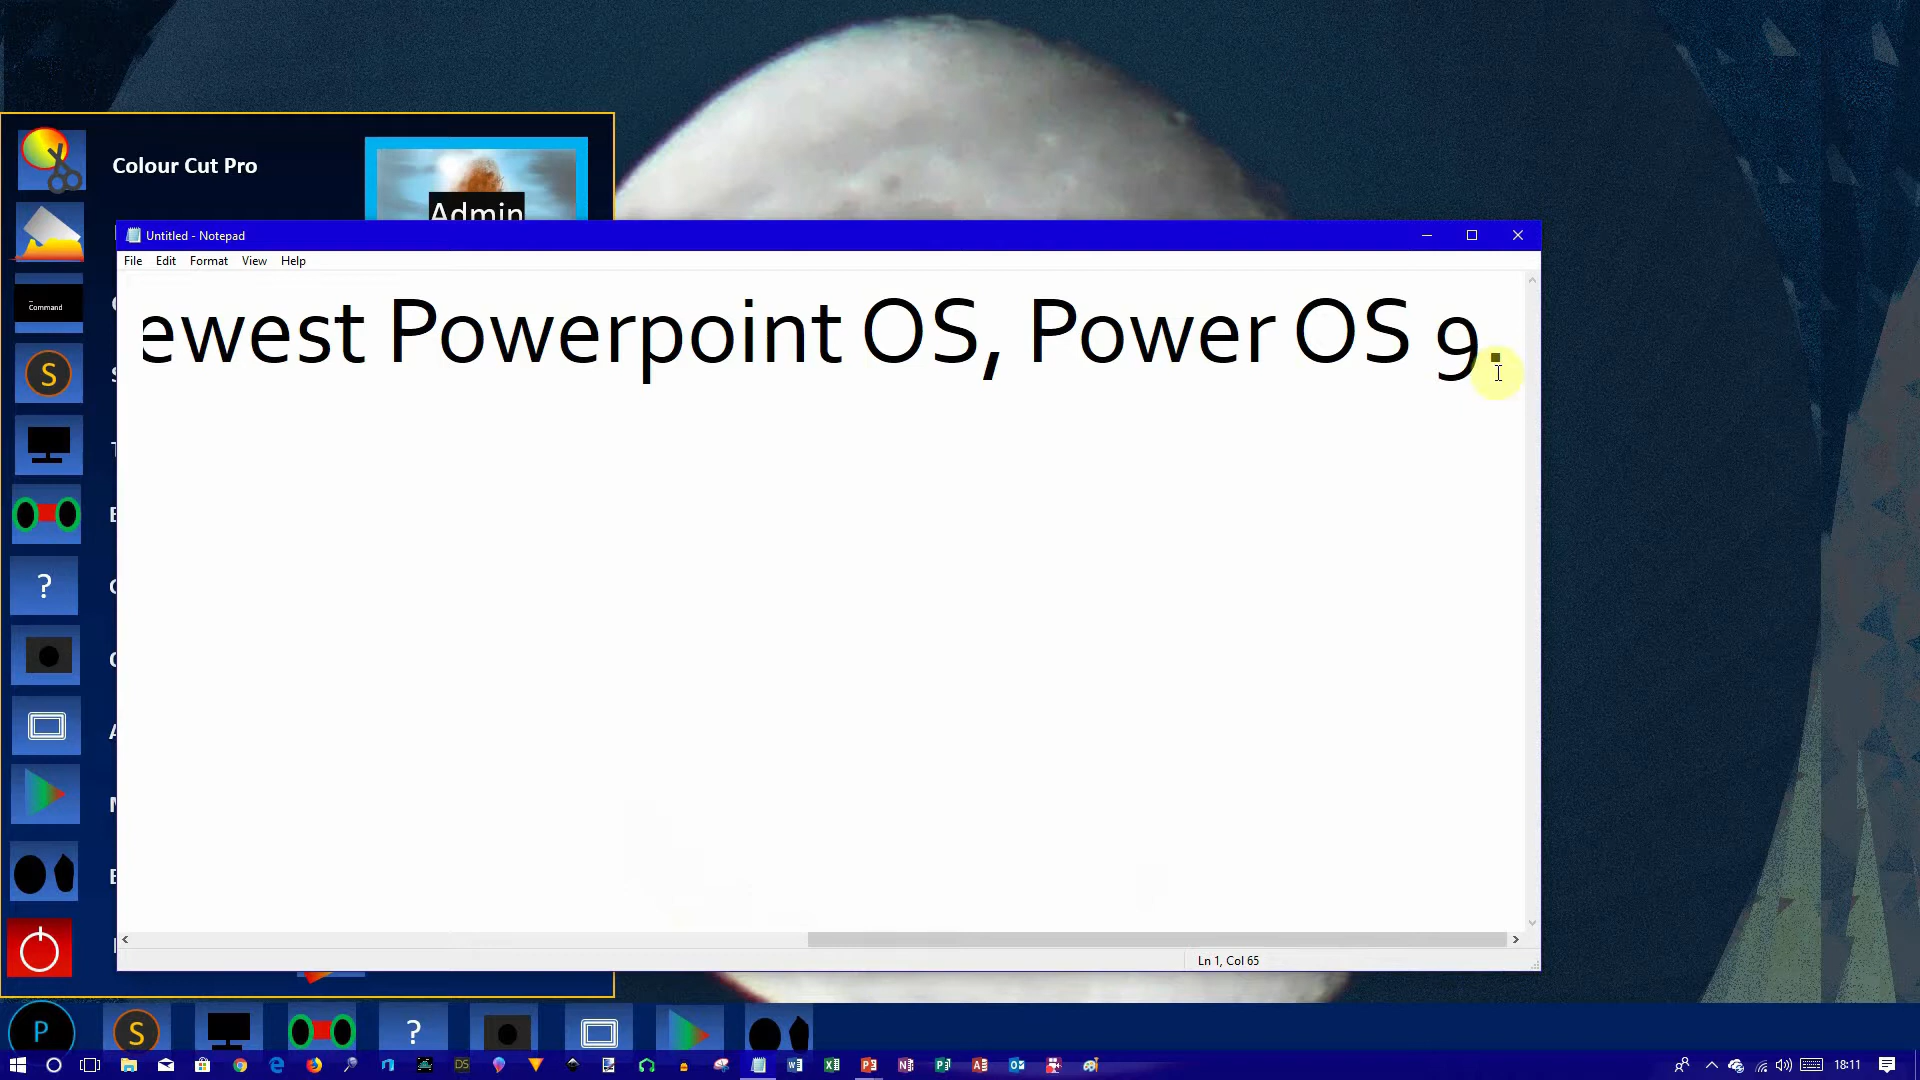 Colour Cut Pro
Admin
Untitled - Notepad
File Edit Format View Help
ewest Powerpoint OS, Power OS 9.
Command
S
?
Ln 1, Col 65
P
S
?
DS
18:11